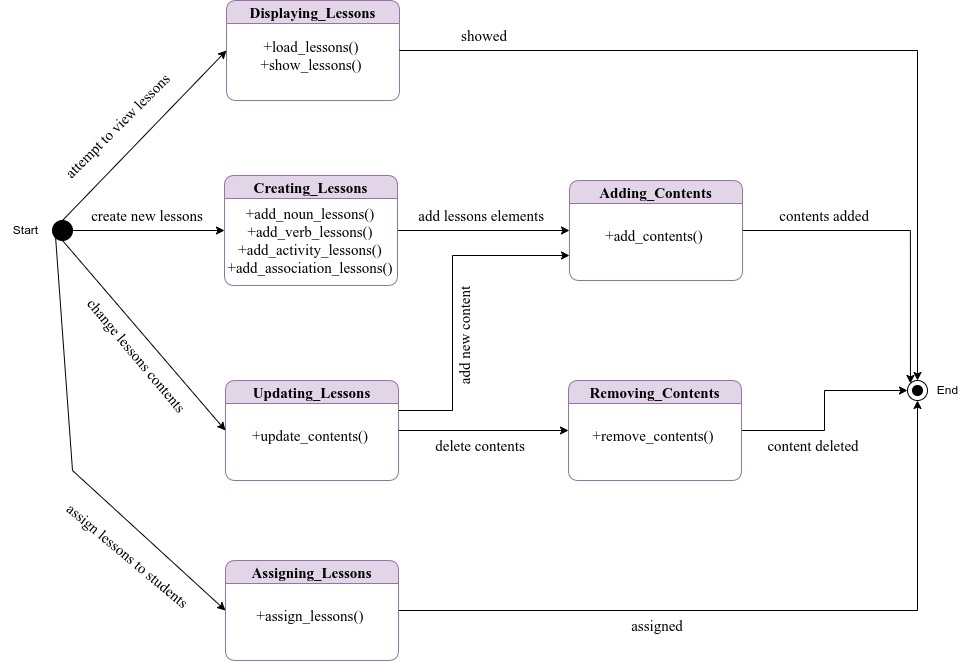 Displaying_Lessons
+load_lessons()
+show_lessons()
showed
attempt to view lessons
Creating_Lessons
+add_noun_lessons()
+add_verb_lessons()
+add_activity_lessons()
+add_association_lessons()
Adding_Contents
+add_contents()
create new lessons
add lessons elements
contents added
Start
change lessons contents
add new content
Updating_Lessons
+update_contents()
Removing_Contents
+remove_contents()
End
delete contents
content deleted
assign lessons to students
Assigning_Lessons
+assign_lessons()
assigned